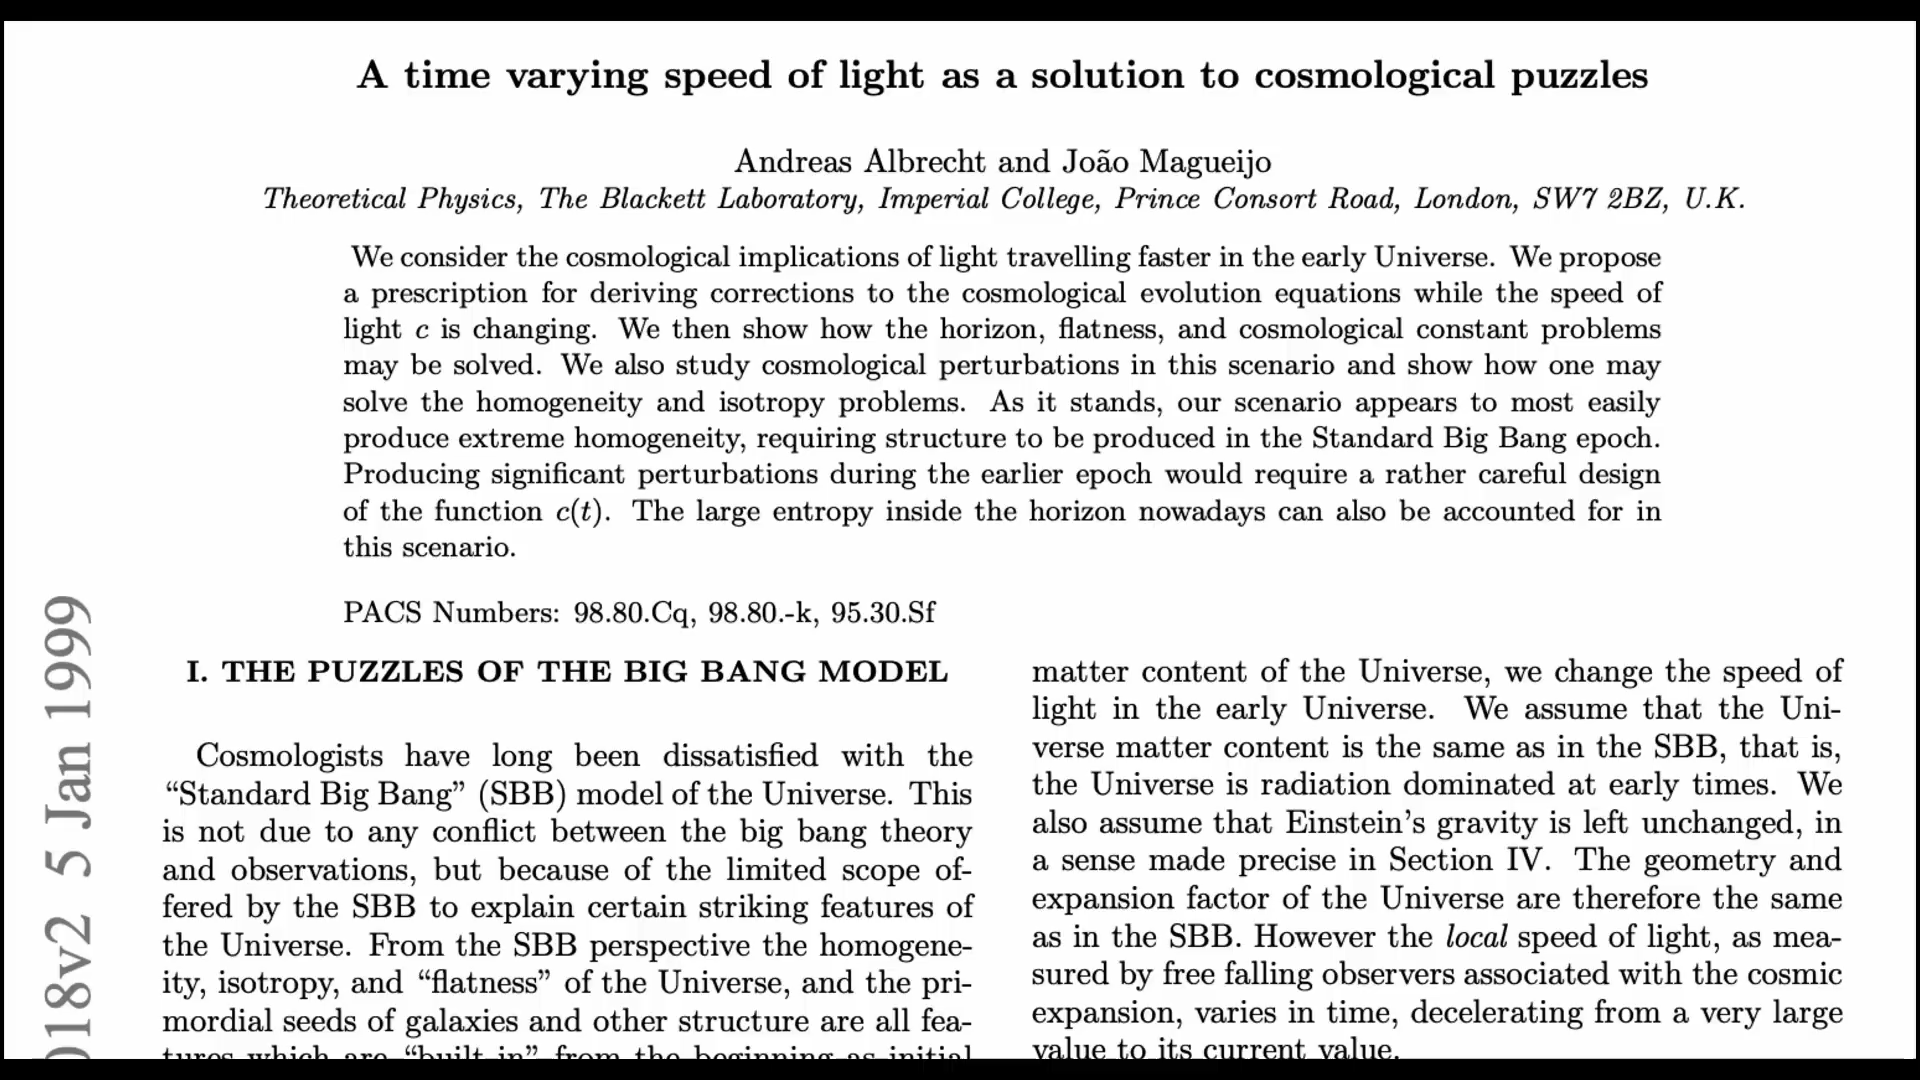 A time varying speed of light as a solution to cosmological puzzles
Andreas Albrecht and João Magueijo
Theoretical Physics, The Blackett Laboratory, Imperial College, Prince Consort Road, London, SW7 2BZ, U.K.
We consider the cosmological implications of light travelling faster in the early Universe. We propose
a prescription for deriving corrections to the cosmological evolution equations while the speed of
light c is changing. We then show how the horizon, flatness, and cosmological constant problems
may be solved. We also study cosmological perturbations in this scenario and show how one may
solve the homogeneity and isotropy problems. As it stands, our scenario appears to most easily
produce extreme homogeneity, requiring structure to be produced in the Standard Big Bang epoch.
Producing significant perturbations during the earlier epoch would require a rather careful design
of the function c(t). The large entropy inside the horizon nowadays can also be accounted for in
this scenario.
PACS Numbers: 98.80.Cq, 98.80.-k, 95.30.Sf
I. THE PUZZLES OF THE BIG BANG MODEL
Cosmologists have long been dissatisfied with the
“Standard Big Bang” (SBB) model of the Universe. This
is not due to any conflict between the big bang theory
and observations, but because of the limited scope of-
fered by the SBB to explain certain striking features of
the Universe. From the SBB perspective the homogene-
ity, isotropy, and “flatness” of the Universe, and the pri-
mordial seeds of galaxies and other structure are all fea-
tures which are “built in” from the beginning as initial
matter content of the Universe, we change the speed of
light in the early Universe. We assume that the Uni-
verse matter content is the same as in the SBB, that is,
the Universe is radiation dominated at early times. We
also assume that Einstein’s gravity is left unchanged, in
a sense made precise in Section IV. The geometry and
expansion factor of the Universe are therefore the same
as in the SBB. However the local speed of light, as mea-
sured by free falling observers associated with the cosmic
expansion, varies in time, decelerating from a very large
value to its current value.
018v2 5 Jan 1999